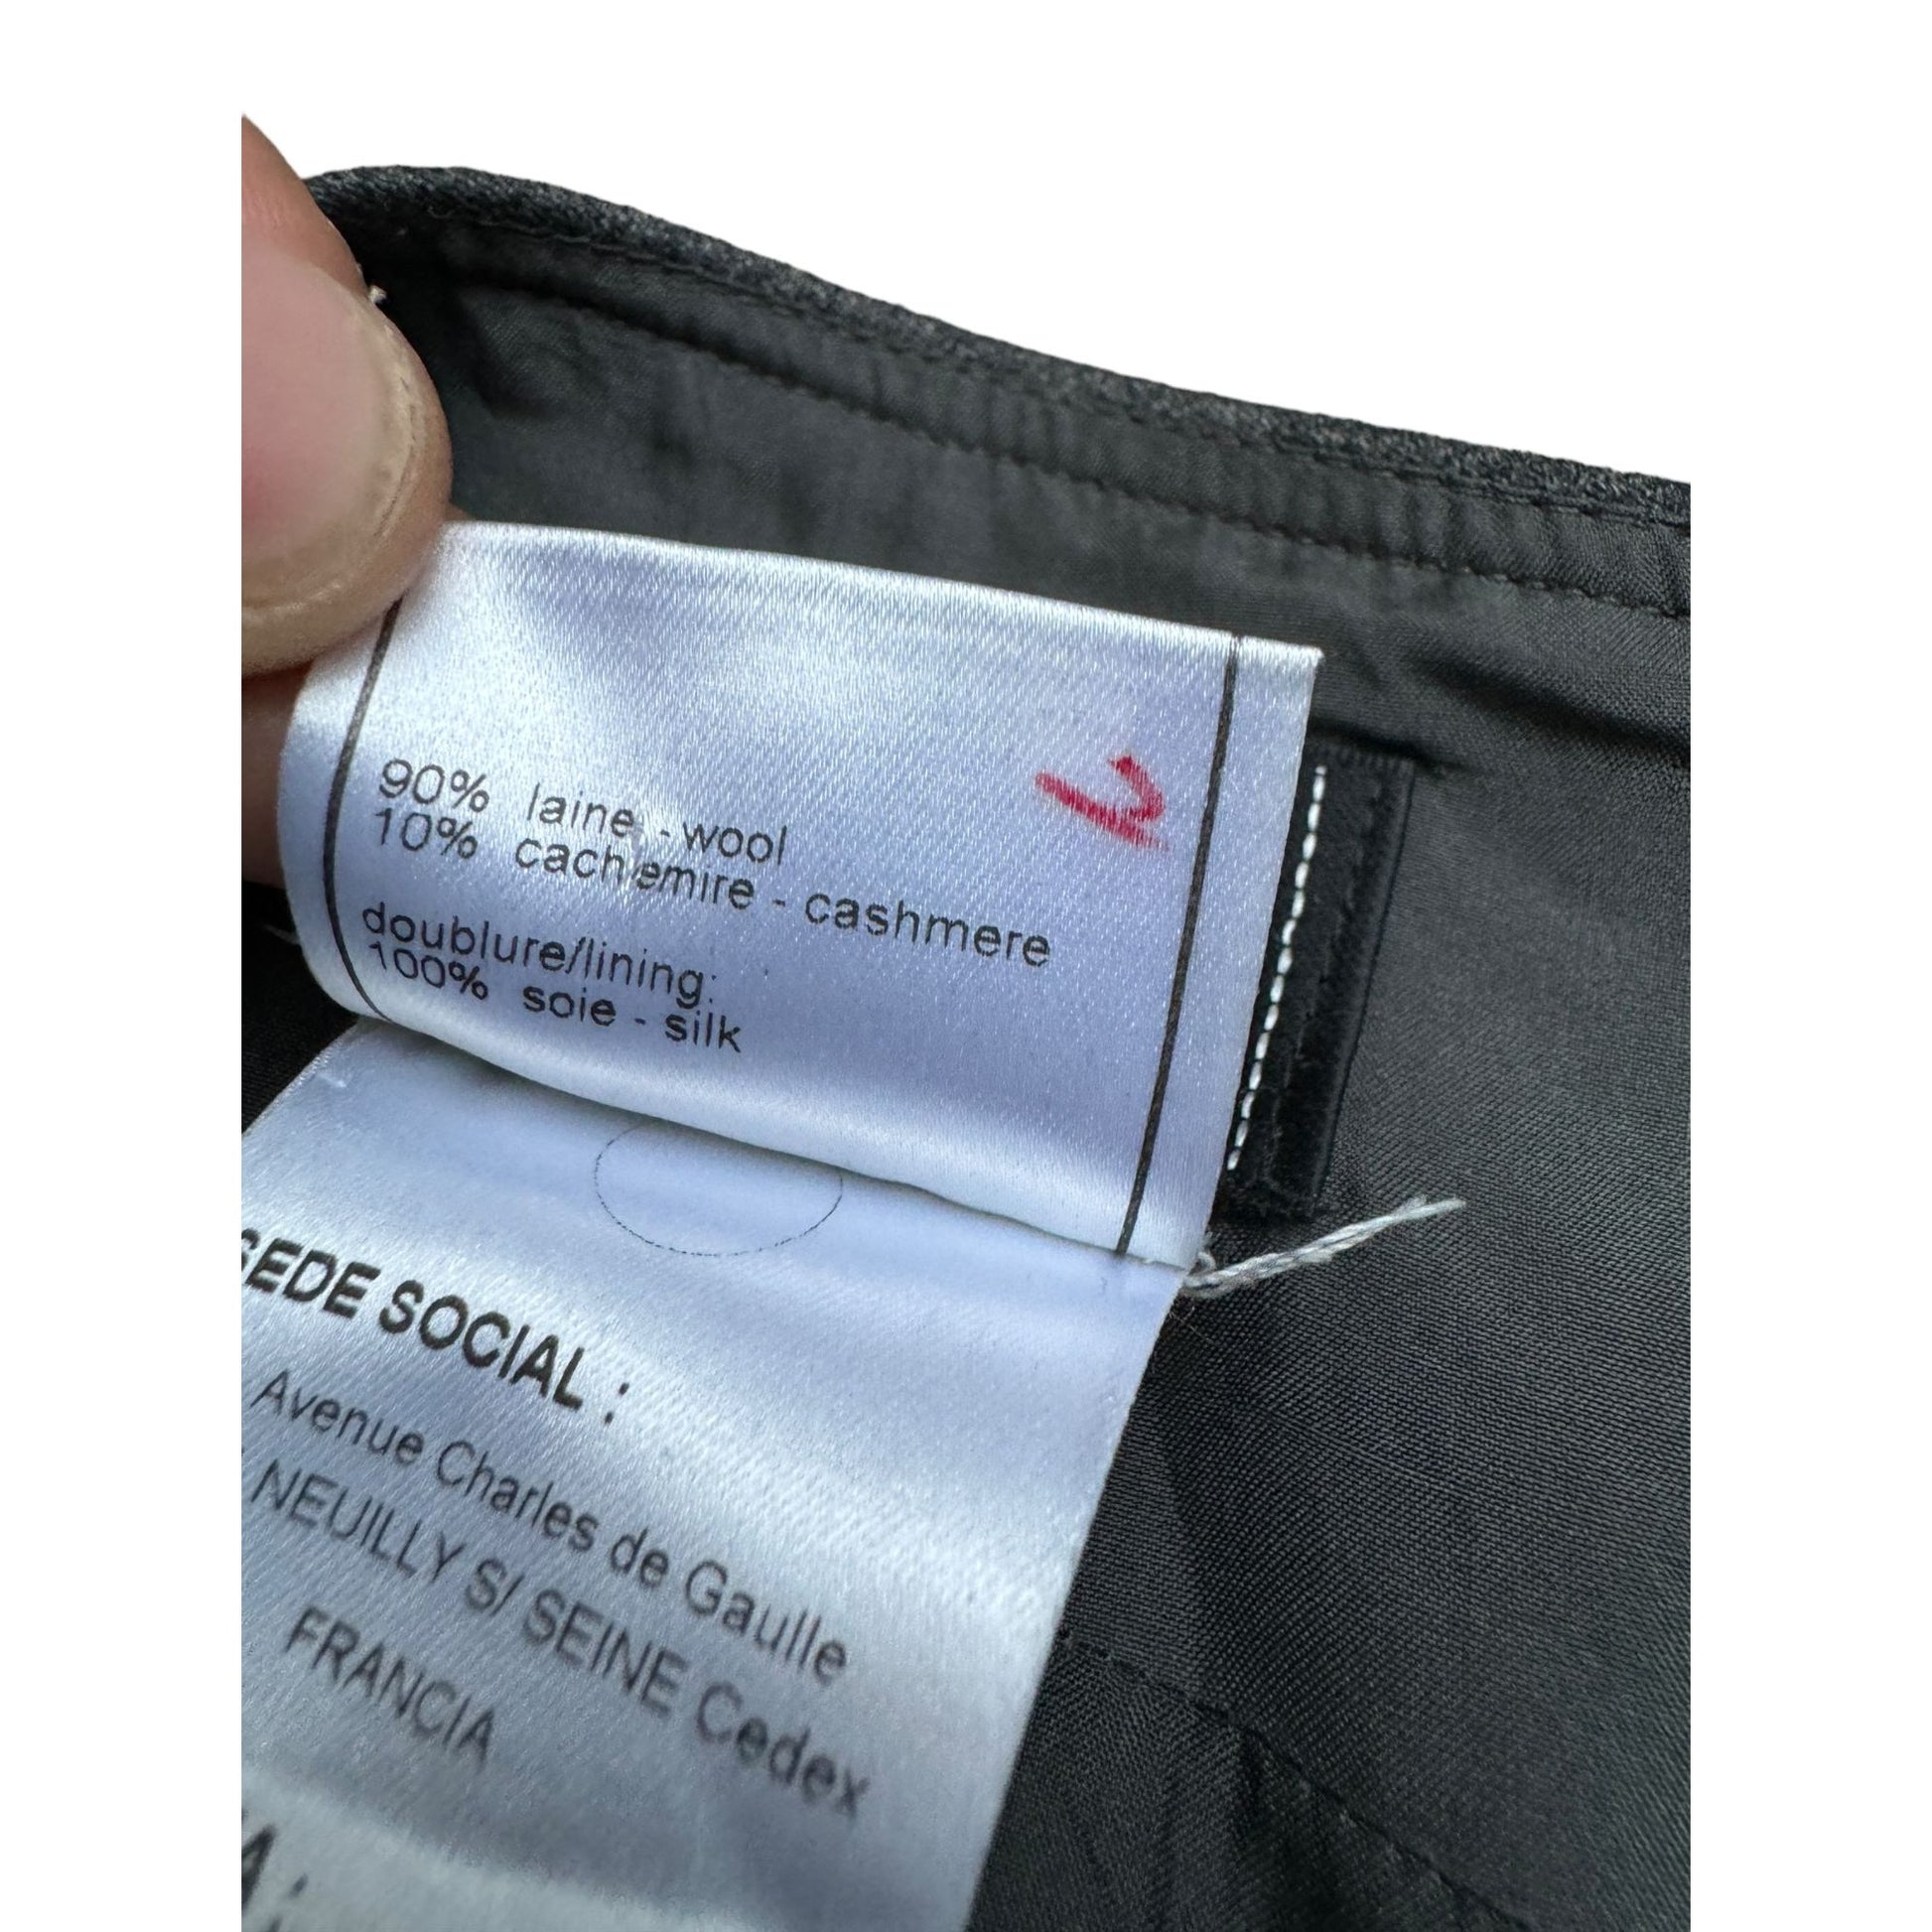 90% laine - wool
10% cachemire - cashmere
doublure/lining:
100% soie - silk
SEDE SOCIAL :
Avenue Charles de Gaulle
NEUILLY S/ SEINE Cedex
FRANCIA